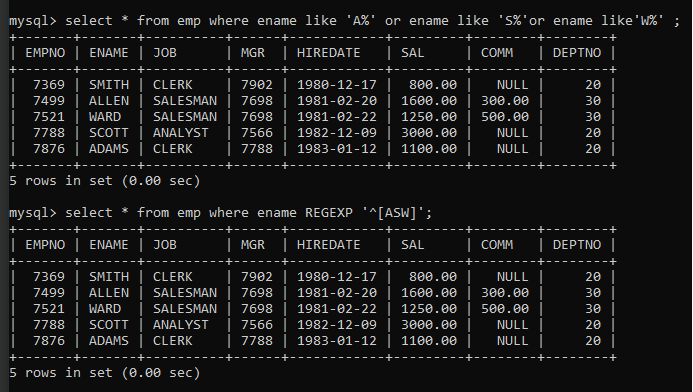 mysql> select * from emp where ename like 'A%' or ename like 'S%'or ename like'W%' ;
+-------+-------+----------+------+------------+---------+--------+--------+
| EMPNO | ENAME | JOB      | MGR  | HIREDATE   | SAL     | COMM   | DEPTNO |
+-------+-------+----------+------+------------+---------+--------+--------+
|  7369 | SMITH | CLERK    | 7902 | 1980-12-17 |  800.00 |   NULL |     20 |
|  7499 | ALLEN | SALESMAN | 7698 | 1981-02-20 | 1600.00 | 300.00 |     30 |
|  7521 | WARD  | SALESMAN | 7698 | 1981-02-22 | 1250.00 | 500.00 |     30 |
|  7788 | SCOTT | ANALYST  | 7566 | 1982-12-09 | 3000.00 |   NULL |     20 |
|  7876 | ADAMS | CLERK    | 7788 | 1983-01-12 | 1100.00 |   NULL |     20 |
+-------+-------+----------+------+------------+---------+--------+--------+
5 rows in set (0.00 sec)

mysql> select * from emp where ename REGEXP '^[ASW]';
+-------+-------+----------+------+------------+---------+--------+--------+
| EMPNO | ENAME | JOB      | MGR  | HIREDATE   | SAL     | COMM   | DEPTNO |
+-------+-------+----------+------+------------+---------+--------+--------+
|  7369 | SMITH | CLERK    | 7902 | 1980-12-17 |  800.00 |   NULL |     20 |
|  7499 | ALLEN | SALESMAN | 7698 | 1981-02-20 | 1600.00 | 300.00 |     30 |
|  7521 | WARD  | SALESMAN | 7698 | 1981-02-22 | 1250.00 | 500.00 |     30 |
|  7788 | SCOTT | ANALYST  | 7566 | 1982-12-09 | 3000.00 |   NULL |     20 |
|  7876 | ADAMS | CLERK    | 7788 | 1983-01-12 | 1100.00 |   NULL |     20 |
+-------+-------+----------+------+------------+---------+--------+--------+
5 rows in set (0.00 sec)